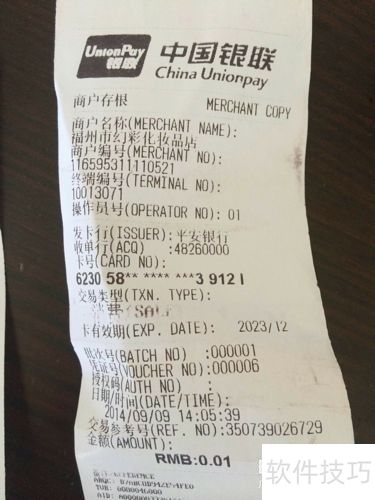 UnionPay
银联
中国银联
China Unionpay
商户存根 MERCHANT COPY
商户名称(MERCHANT NAME):
福州市幻彩化妆品店
商户编号(MERCHANT NO):
116595311110521
终端编号(TERMINAL NO):
10013071
操作员号(OPERATOR NO): 01
发卡行(ISSUER):平安银行
收单行(ACQ) :48260000
卡号(CARD NO):
6230 58** **** ***3 912 I
交易类型(TXN. TYPE):
消费(SALE)
卡有效期(EXP. DATE): 2023/12
批次号(BATCH NO) :000001
凭证号(VOUCHER NO):000006
授权码(AUTH NO) :
日期/时间(DATE/TIME):
2014/09/09 14:05:39
交易参考号(REF. NO):350739026729
金额(AMOUNT):
RMB:0.01
软件技巧